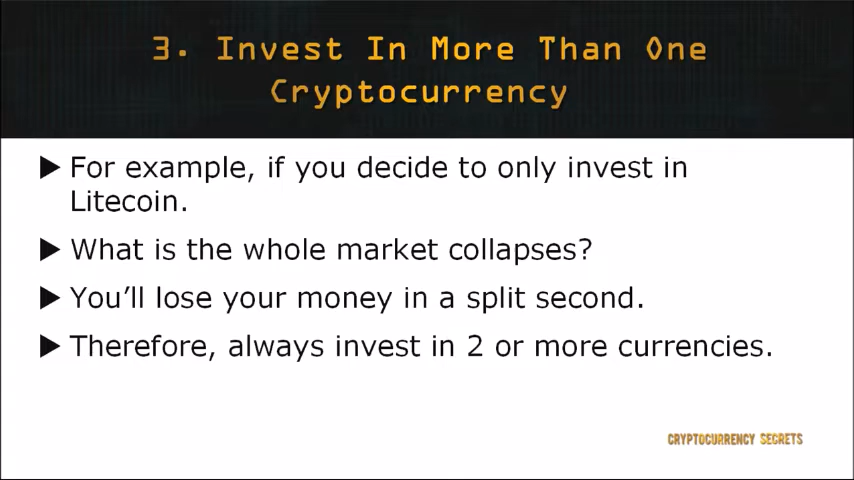 3. Invest In More Than One
Cryptocurrency
▶ For example, if you decide to only invest in
Litecoin.
▶ What is the whole market collapses?
▶ You'll lose your money in a split second.
▶ Therefore, always invest in 2 or more currencies.
CRYPTOCURRENCY SECRETS